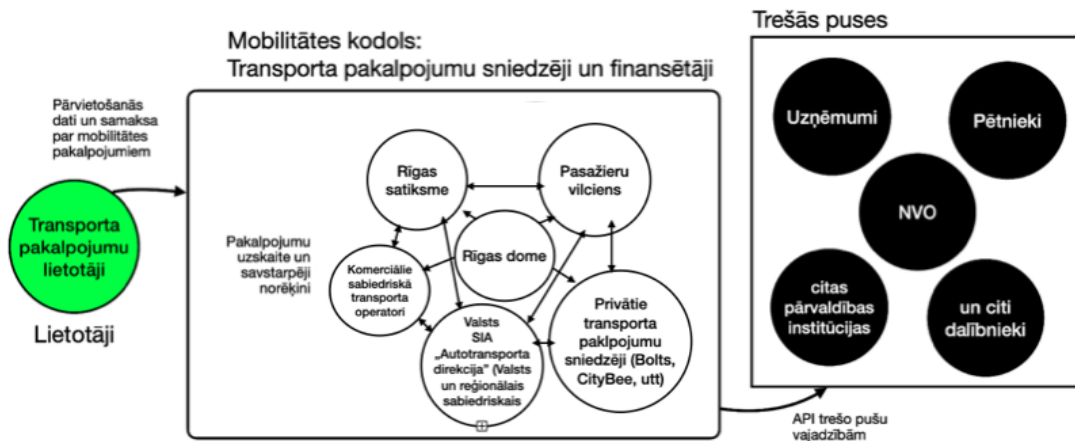 Trešās puses
Mobilitātes kodols:
Transporta pakalpojumu sniedzēji un finansētāji
Pārvietošanās
dati un samaksa
par mobilitātes
pakalpojumiem
Transporta
pakalpojumu
lietotāji
Lietotāji
Rīgas
satiksme
Pasažieru
vilciens
Pakalpojumu
uzskaite un
savstarpēji
norēķini
Rīgas dome
Komerciālie
sabiedriskā
transporta
operatori
Valsts
SIA
„Autotransporta
direkcija” (Valsts
un reģionālais
sabiedriskais
Privātie
transporta
paklpojumu
sniedzēji (Bolts,
CityBee, utt)
Uzņēmumi
Pētnieki
NVO
citas
pārvaldības
institūcijas
un citi
dalībnieki
API trešo pušu
vajadzībām